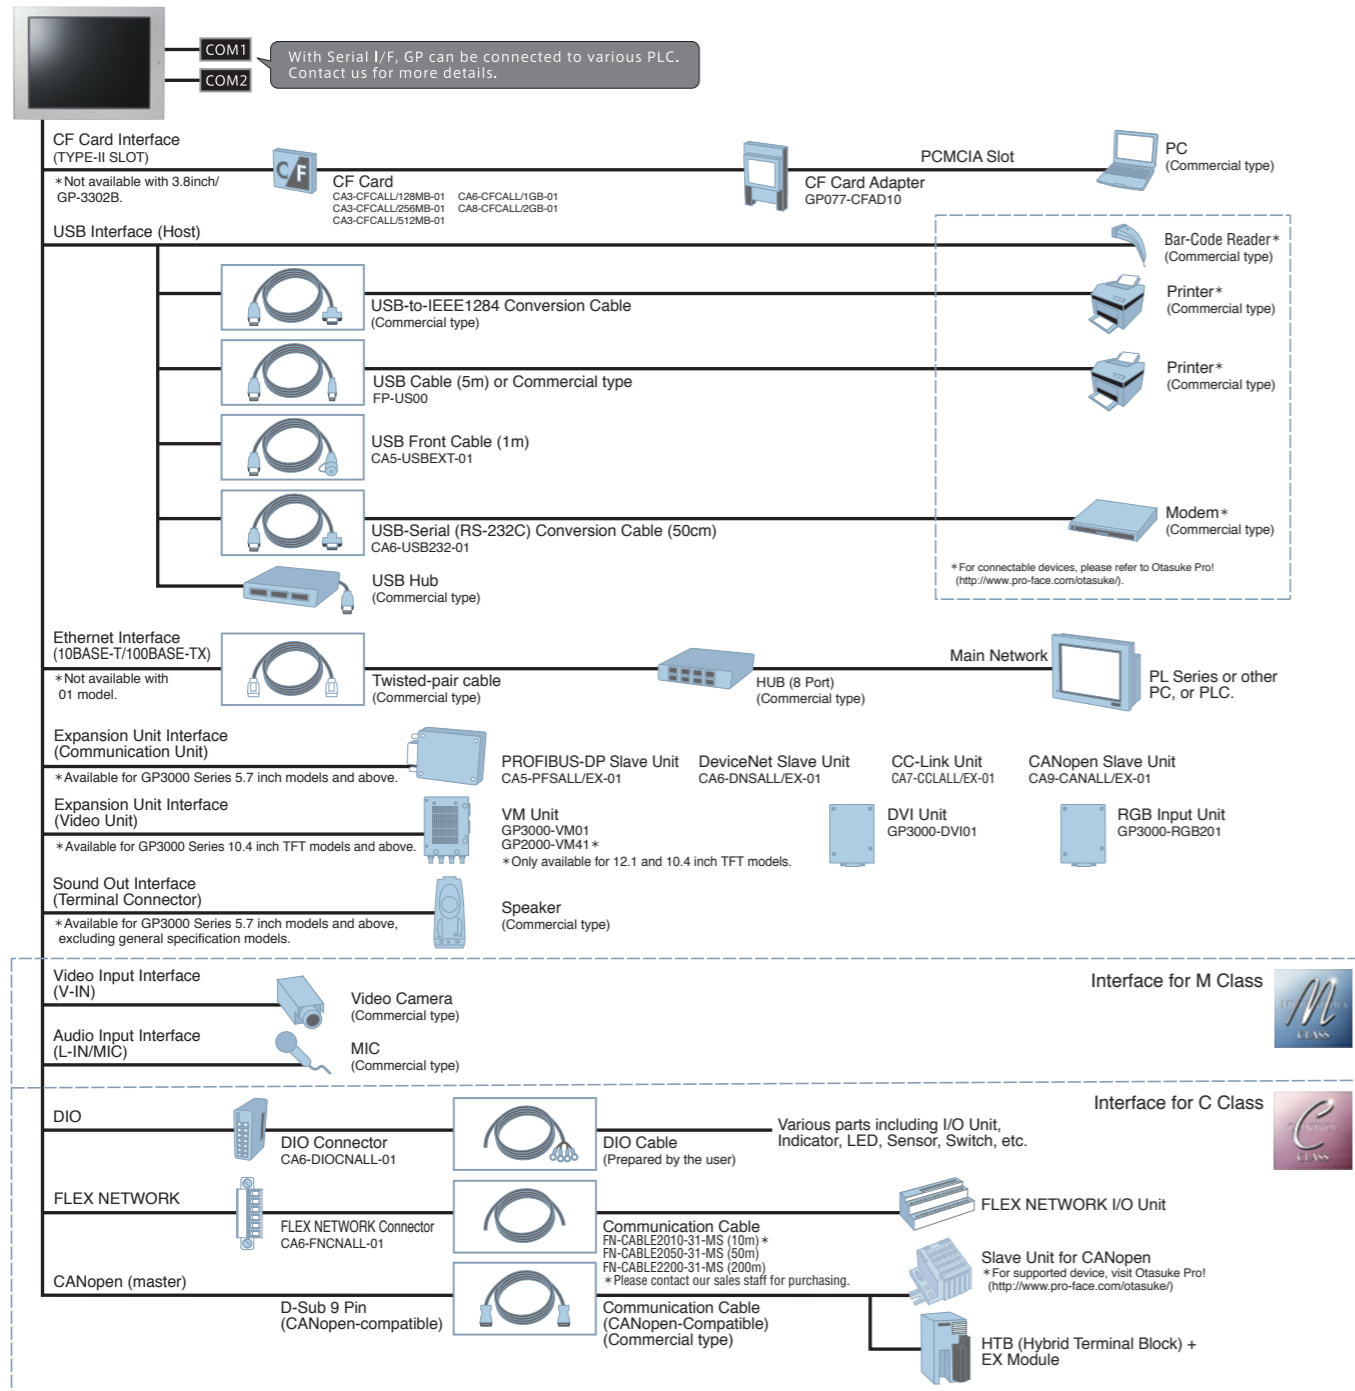 COM1
COM2
With Serial I/F, GP can be connected to various PLC.
Contact us for more details.
CF Card Interface
(TYPE-II SLOT)
*Not available with 3.8inch/
GP-3302B.
CF
CF Card
CA3-CFCALL/128MB-01 CA6-CFCALL/1GB-01
CA3-CFCALL/256MB-01 CA8-CFCALL/2GB-01
CA3-CFCALL/512MB-01
CF Card Adapter
GP077-CFAD10
PCMCIA Slot
PC
(Commercial type)
USB Interface (Host)
Bar-Code Reader*
(Commercial type)
USB-to-IEEE1284 Conversion Cable
(Commercial type)
Printer*
(Commercial type)
USB Cable (5m) or Commercial type
FP-US00
Printer*
(Commercial type)
USB Front Cable (1m)
CA5-USBEXT-01
USB-Serial (RS-232C) Conversion Cable (50cm)
CA6-USB232-01
Modem*
(Commercial type)
*For connectable devices, please refer to Otasuke Pro!
(http://www.pro-face.com/otasuke/).
USB Hub
(Commercial type)
Ethernet Interface
(10BASE-T/100BASE-TX)
*Not available with
01 model.
Twisted-pair cable
(Commercial type)
HUB (8 Port)
(Commercial type)
Main Network
PL Series or other
PC, or PLC.
Expansion Unit Interface
(Communication Unit)
*Available for GP3000 Series 5.7 inch models and above.
PROFIBUS-DP Slave Unit
CA5-PFSALL/EX-01
DeviceNet Slave Unit
CA6-DNSALL/EX-01
CC-Link Unit
CA7-CCLALL/EX-01
CANopen Slave Unit
CA9-CANALL/EX-01
Expansion Unit Interface
(Video Unit)
*Available for GP3000 Series 10.4 inch TFT models and above.
VM Unit
GP3000-VM01
GP2000-VM41*
*Only available for 12.1 and 10.4 inch TFT models.
DVI Unit
GP3000-DVI01
RGB Input Unit
GP3000-RGB201
Sound Out Interface
(Terminal Connector)
*Available for GP3000 Series 5.7 inch models and above,
excluding general specification models.
Speaker
(Commercial type)
Interface for M Class
M
CLASS
Video Input Interface
(V-IN)
Video Camera
(Commercial type)
Audio Input Interface
(L-IN/MIC)
MIC
(Commercial type)
Interface for C Class
C
CONTROL
CLASS
DIO
DIO Connector
CA6-DIOCNALL-01
DIO Cable
(Prepared by the user)
Various parts including I/O Unit,
Indicator, LED, Sensor, Switch, etc.
FLEX NETWORK
FLEX NETWORK Connector
CA6-FNCNALL-01
Communication Cable
FN-CABLE2010-31-MS (10m)*
FN-CABLE2050-31-MS (50m)
FN-CABLE2200-31-MS (200m)
*Please contact our sales staff for purchasing.
FLEX NETWORK I/O Unit
CANopen (master)
D-Sub 9 Pin
(CANopen-compatible)
Communication Cable
(CANopen-Compatible)
(Commercial type)
Slave Unit for CANopen
*For supported device, visit Otasuke Pro!
(http://www.pro-face.com/otasuke/)
HTB (Hybrid Terminal Block) +
EX Module